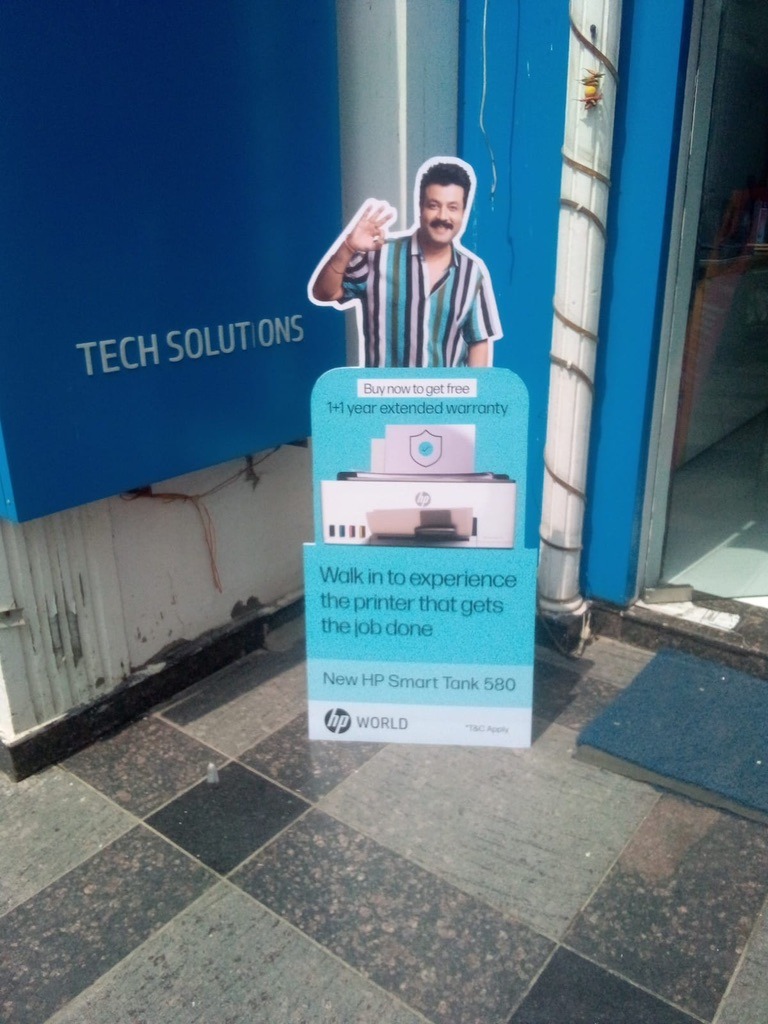 TECH SOLUTIONS
Buy now to get free
1+1 year extended warranty
hp
Walk in to experience
the printer that gets
the job done
New HP Smart Tank 580
hp WORLD
*T&C Apply